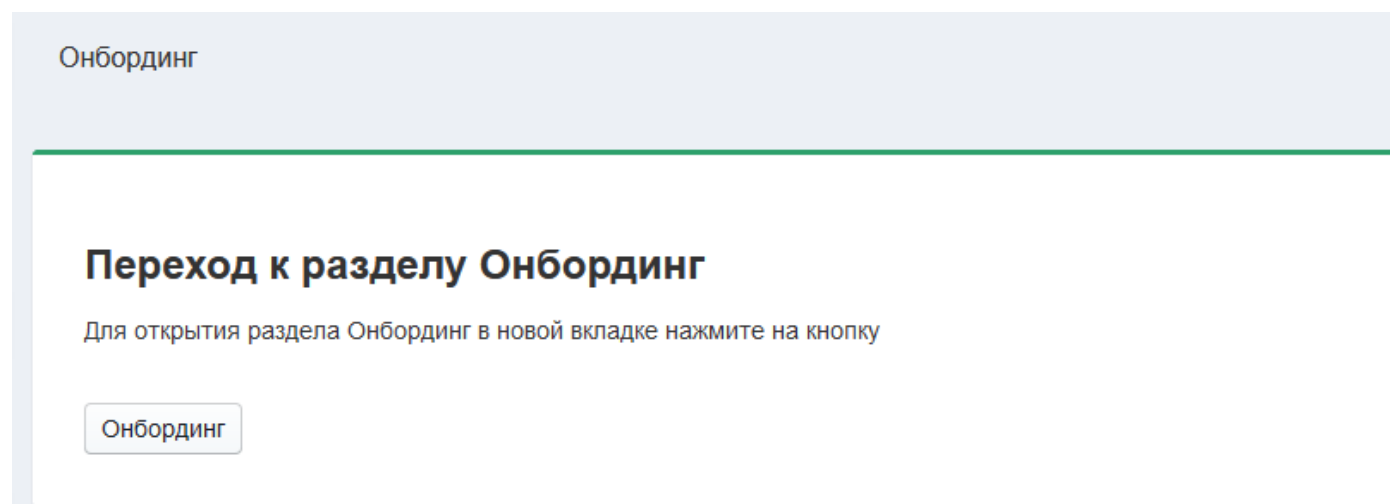 Онбординг
Переход к разделу Онбординг
Для открытия раздела Онбординг в новой вкладке нажмите на кнопку
Онбординг